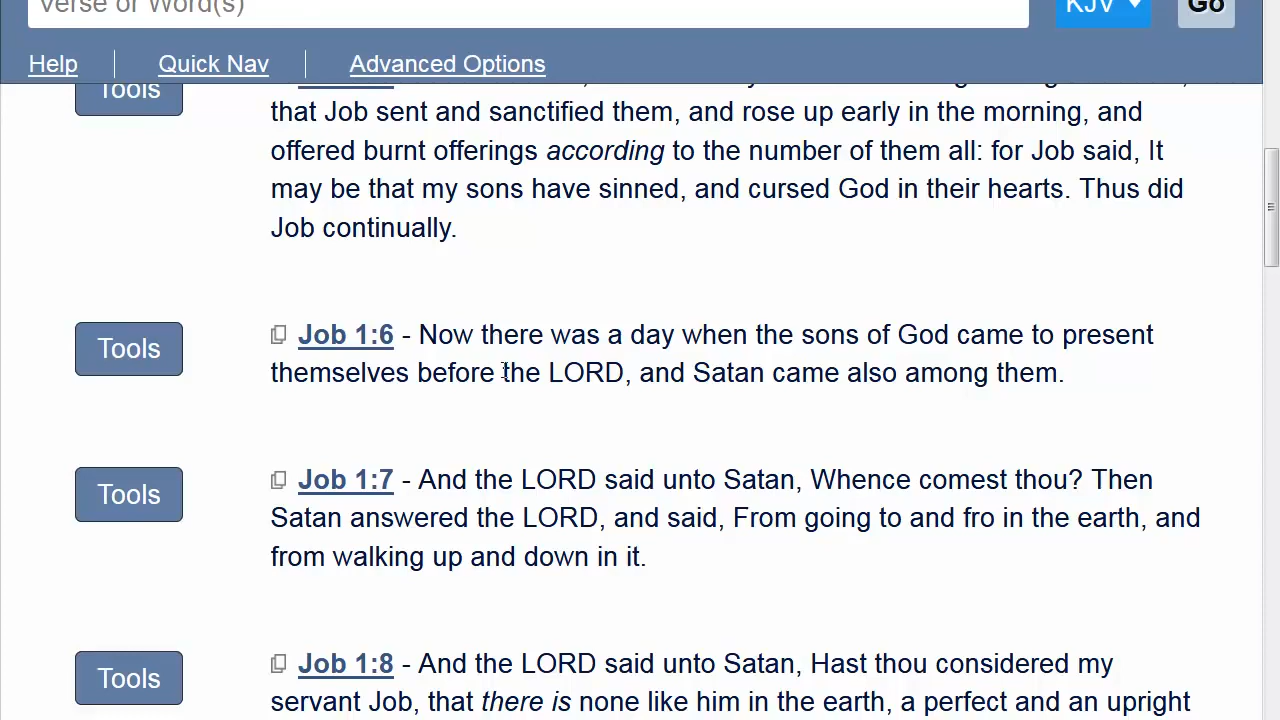 Verse or Word(s)
KJV
Go
Help
Quick Nav
Advanced Options
Tools
that Job sent and sanctified them, and rose up early in the morning, and
offered burnt offerings according to the number of them all: for Job said, It
may be that my sons have sinned, and cursed God in their hearts. Thus did
Job continually.
Tools
Job 1:6 - Now there was a day when the sons of God came to present
themselves before the LORD, and Satan came also among them.
Tools
Job 1:7 - And the LORD said unto Satan, Whence comest thou? Then
Satan answered the LORD, and said, From going to and fro in the earth, and
from walking up and down in it.
Tools
Job 1:8 - And the LORD said unto Satan, Hast thou considered my
servant Job, that there is none like him in the earth, a perfect and an upright